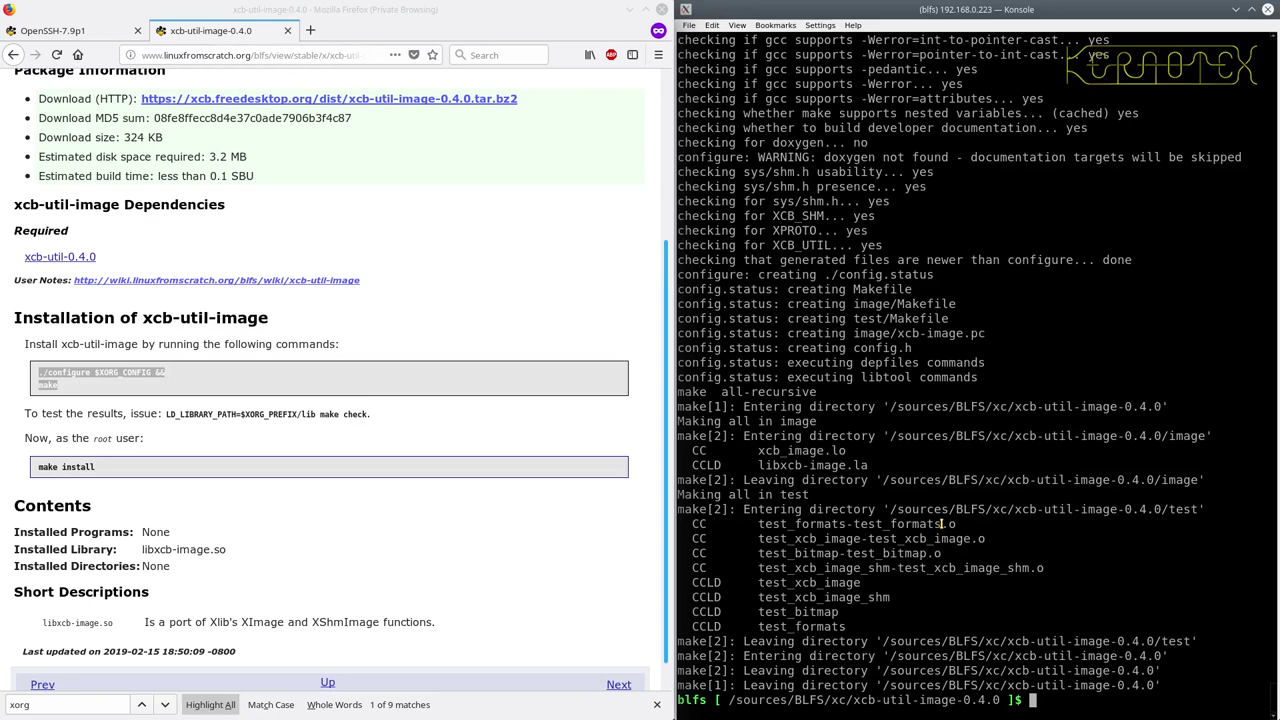 xcb-util-image-0.4.0 - Mozilla Firefox (Private Browsing)
OpenSSH-7.9p1
xcb-util-image-0.4.0
www.linuxfromscratch.org/blfs/view/stable/x/xcb-util
Search
Package Information
Download (HTTP): https://xcb.freedesktop.org/dist/xcb-util-image-0.4.0.tar.bz2
Download MD5 sum: 08fe8ffecc8d4e37c0ade7906b3f4c87
Download size: 324 KB
Estimated disk space required: 3.2 MB
Estimated build time: less than 0.1 SBU
xcb-util-image Dependencies
Required
xcb-util-0.4.0
User Notes: http://wiki.linuxfromscratch.org/blfs/wiki/xcb-util-image
Installation of xcb-util-image
Install xcb-util-image by running the following commands:
./configure $XORG_CONFIG &&
make
To test the results, issue: LD_LIBRARY_PATH=$XORG_PREFIX/lib make check.
Now, as the root user:
make install
Contents
Installed Programs: None
Installed Library: libxcb-image.so
Installed Directories: None
Short Descriptions
libxcb-image.so Is a port of Xlib's XImage and XShmImage functions.
Last updated on 2019-02-15 18:50:09 -0800
Prev Up Next
xorg Highlight All Match Case Whole Words 1 of 9 matches
(blfs) 192.168.0.223 — Konsole
File Edit View Bookmarks Settings Help
KERNOTEX
checking if gcc supports -Werror=int-to-pointer-cast... yes
checking if gcc supports -Werror=pointer-to-int-cast... yes
checking if gcc supports -pedantic... yes
checking if gcc supports -Werror... yes
checking if gcc supports -Werror=attributes... yes
checking whether make supports nested variables... (cached) yes
checking whether to build developer documentation... yes
checking for doxygen... no
configure: WARNING: doxygen not found - documentation targets will be skipped
checking sys/shm.h usability... yes
checking sys/shm.h presence... yes
checking for sys/shm.h... yes
checking for XCB_SHM... yes
checking for XPROTO... yes
checking for XCB_UTIL... yes
checking that generated files are newer than configure... done
configure: creating ./config.status
config.status: creating Makefile
config.status: creating image/Makefile
config.status: creating test/Makefile
config.status: creating image/xcb-image.pc
config.status: creating config.h
config.status: executing depfiles commands
config.status: executing libtool commands
make  all-recursive
make[1]: Entering directory '/sources/BLFS/xc/xcb-util-image-0.4.0'
Making all in image
make[2]: Entering directory '/sources/BLFS/xc/xcb-util-image-0.4.0/image'
CC xcb_image.lo
CCLD libxcb-image.la
make[2]: Leaving directory '/sources/BLFS/xc/xcb-util-image-0.4.0/image'
Making all in test
make[2]: Entering directory '/sources/BLFS/xc/xcb-util-image-0.4.0/test'
CC test_formats-test_formats.o
CC test_xcb_image-test_xcb_image.o
CC test_bitmap-test_bitmap.o
CC test_xcb_image_shm-test_xcb_image_shm.o
CCLD test_xcb_image
CCLD test_xcb_image_shm
CCLD test_bitmap
CCLD test_formats
make[2]: Leaving directory '/sources/BLFS/xc/xcb-util-image-0.4.0/test'
make[2]: Entering directory '/sources/BLFS/xc/xcb-util-image-0.4.0'
make[2]: Leaving directory '/sources/BLFS/xc/xcb-util-image-0.4.0'
make[1]: Leaving directory '/sources/BLFS/xc/xcb-util-image-0.4.0'
blfs [ /sources/BLFS/xc/xcb-util-image-0.4.0 ]$